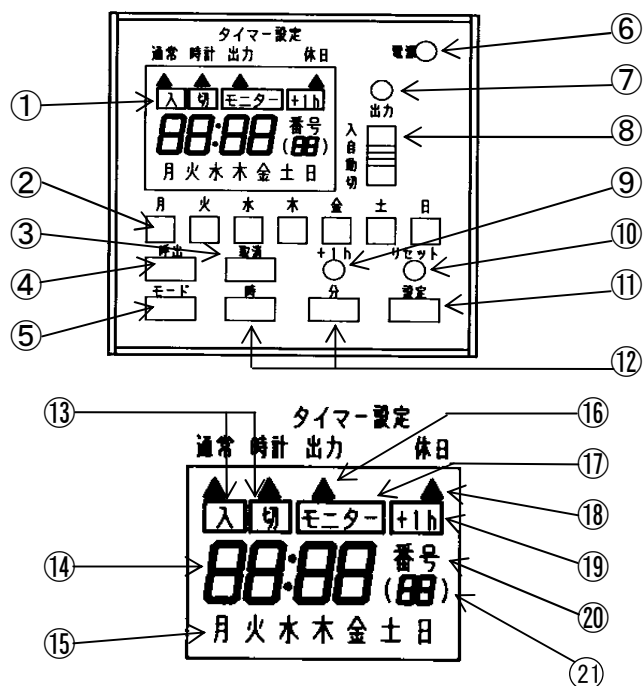 タイマー設定
通常 時計 出力 休日
電源
⑥
⑦
出力
①
入 切 モニター +1h
88:88 番号
(88)
月火水木金土日
入
自
動
切
⑧
②
月 火 水 木 金 土 日
⑨
③
呼出 取消 +1h リセット
④
⑩
モード 時 分 設定
⑤
⑪
⑫
⑬
タイマー設定
⑯
通常 時計 出力 休日
⑰
入 切 モニター +1h
⑱
⑲
⑭
88:88 番号
(88)
⑳
⑮
月火水木金土日
㉑